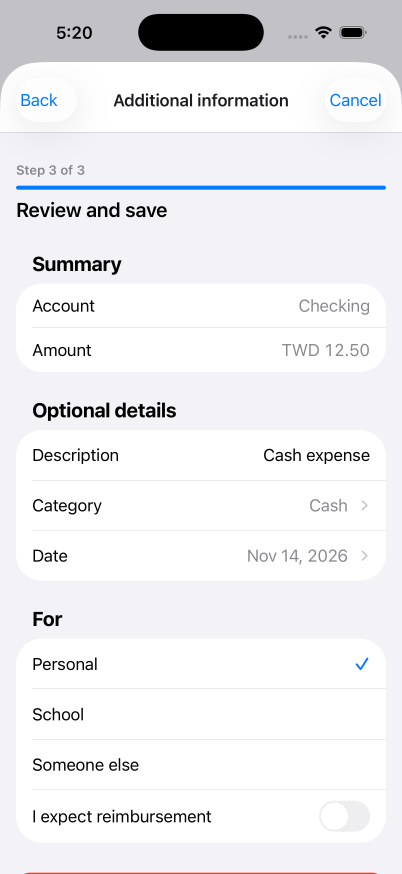 5:20
Back
Additional information
Cancel
Step 3 of 3
Review and save
Summary
Account Checking
Amount TWD 12.50
Optional details
Description Cash expense
Category Cash
Date Nov 14, 2026
For
Personal
School
Someone else
I expect reimbursement